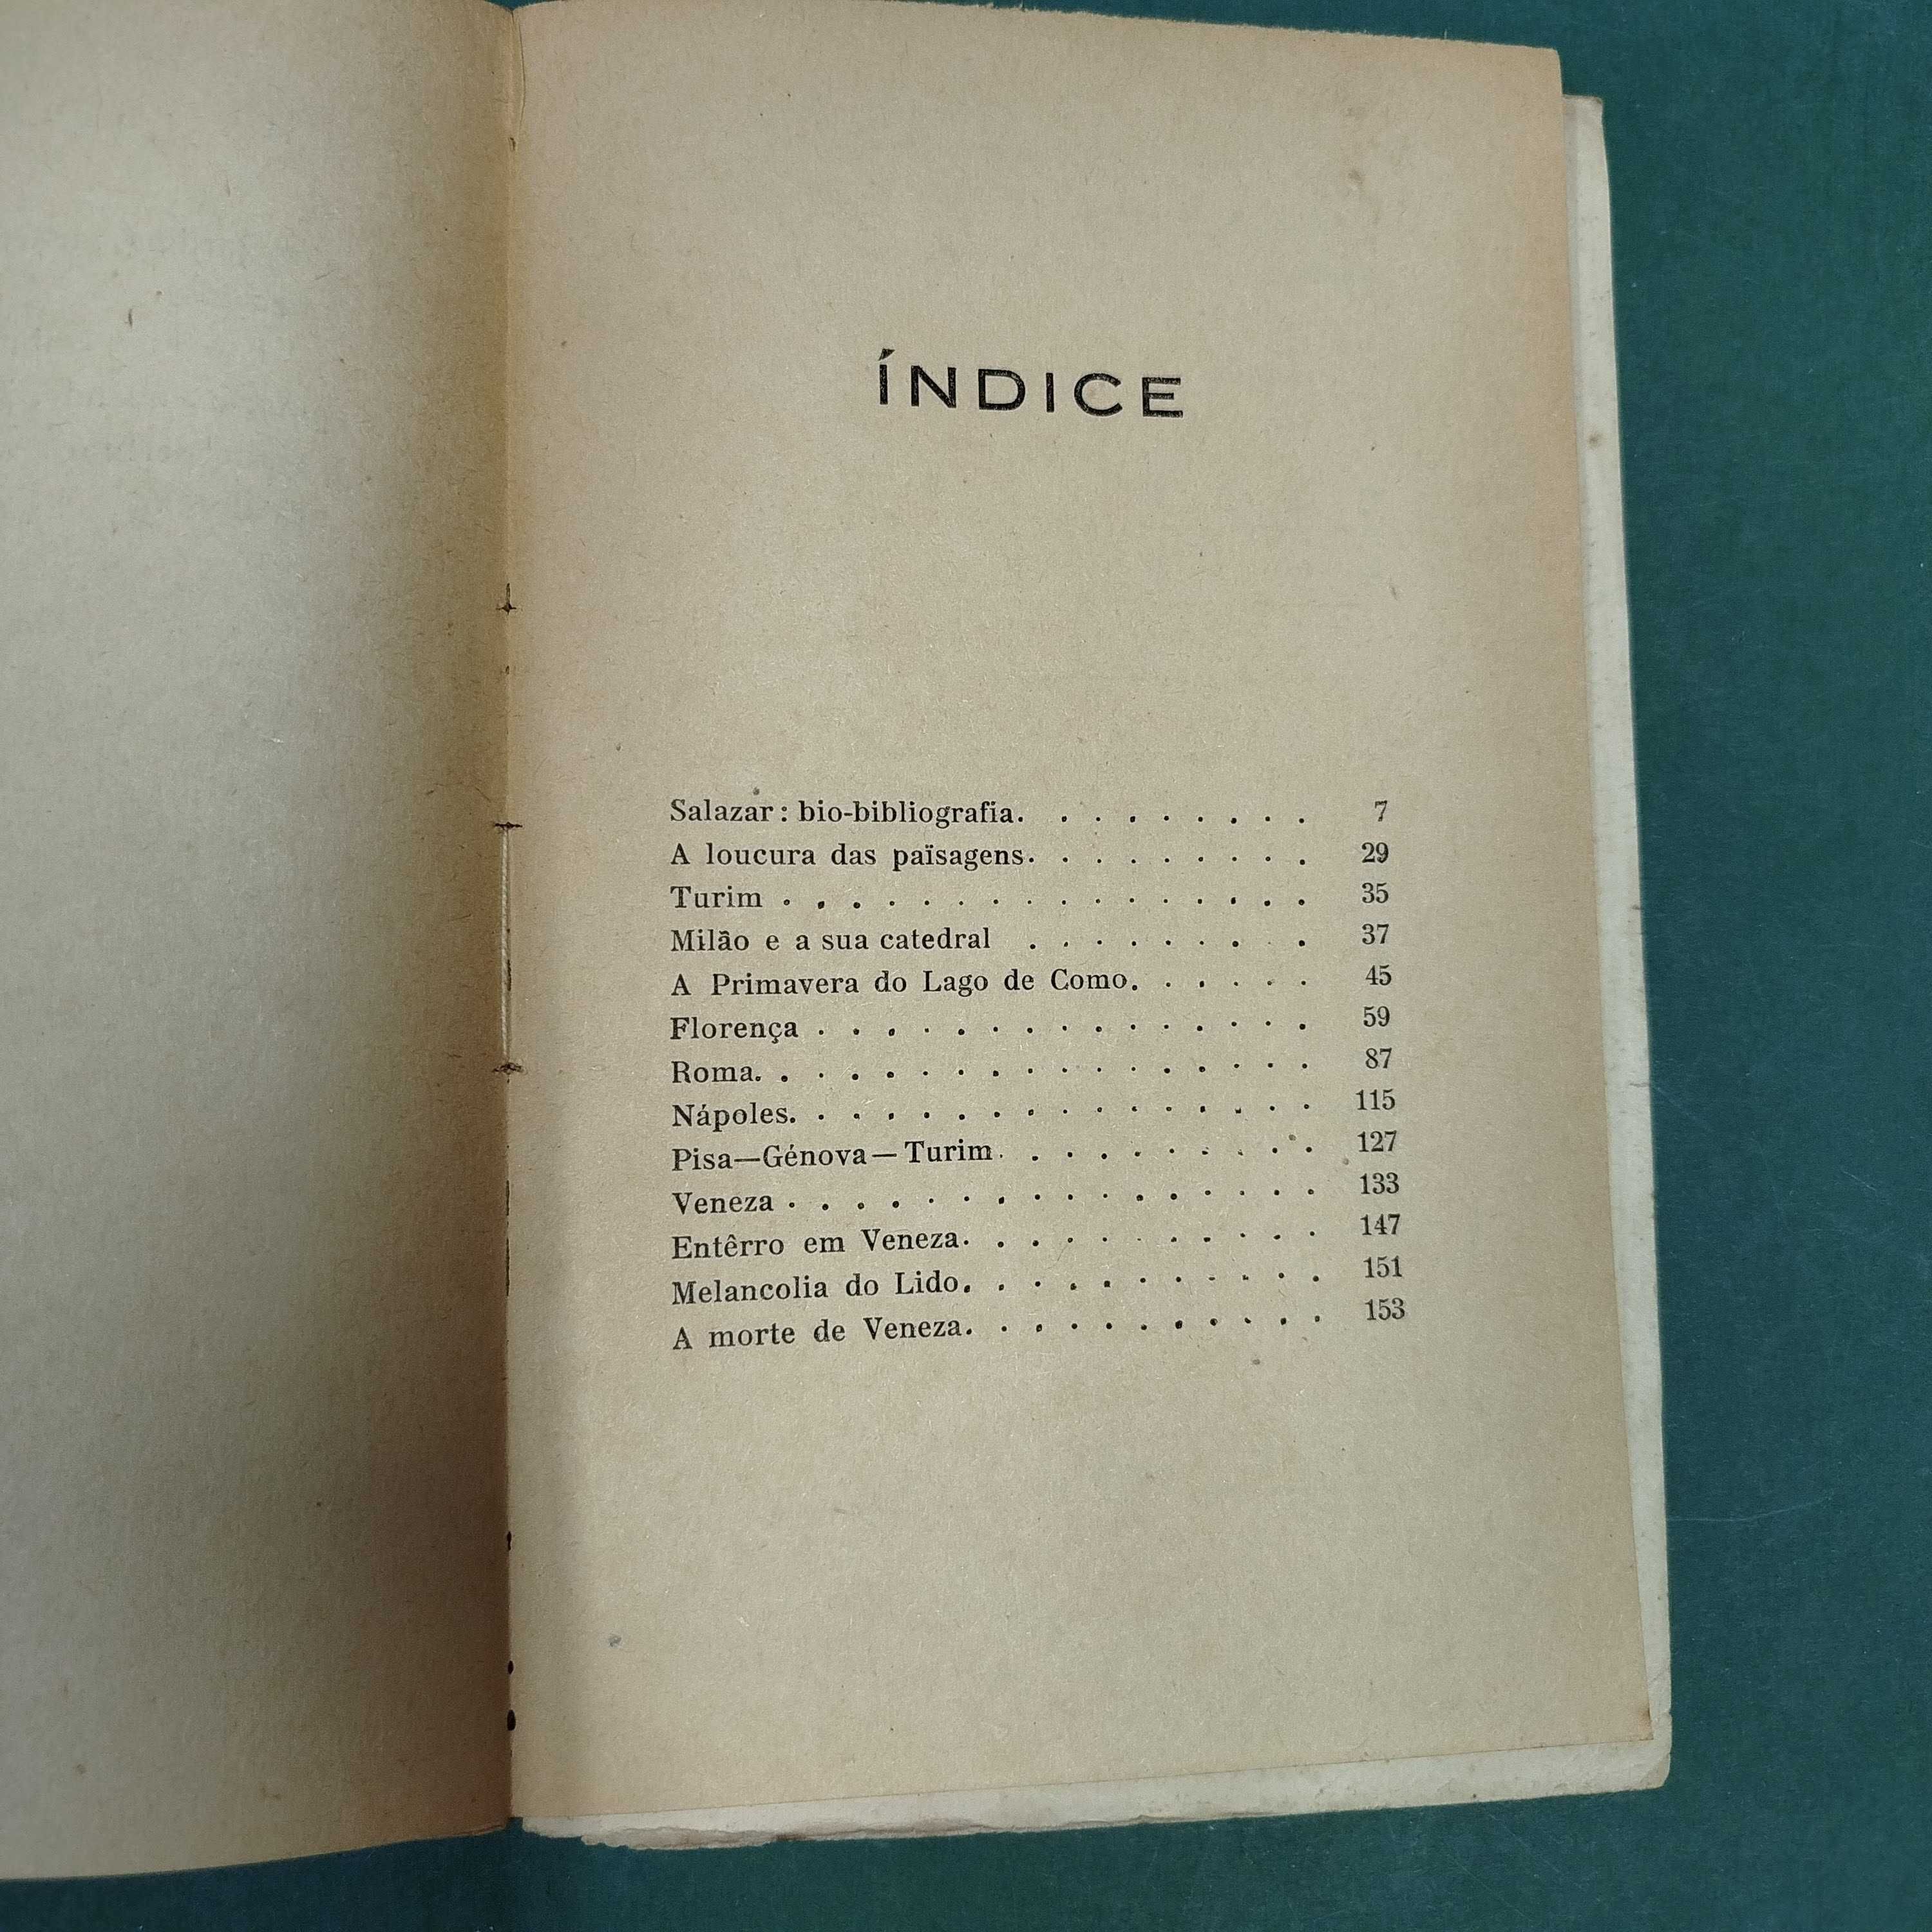 ÍNDICE
Salazar: bio-bibliografia. . . . . . . . . 7
A loucura das païsagens. . . . . . . . . 29
Turim . . . . . . . . . . . . . . . . 35
Milão e a sua catedral . . . . . . . . 37
A Primavera do Lago de Como. . . . . . 45
Florença . . . . . . . . . . . . . . . 59
Roma. . . . . . . . . . . . . . . . . 87
Nápoles. . . . . . . . . . . . . . . . 115
Pisa—Génova—Turim. . . . . . . . . . 127
Veneza . . . . . . . . . . . . . . . . 133
Entêrro em Veneza. . . . . . . . . . . 147
Melancolia do Lido. . . . . . . . . . . 151
A morte de Veneza. . . . . . . . . . . 153